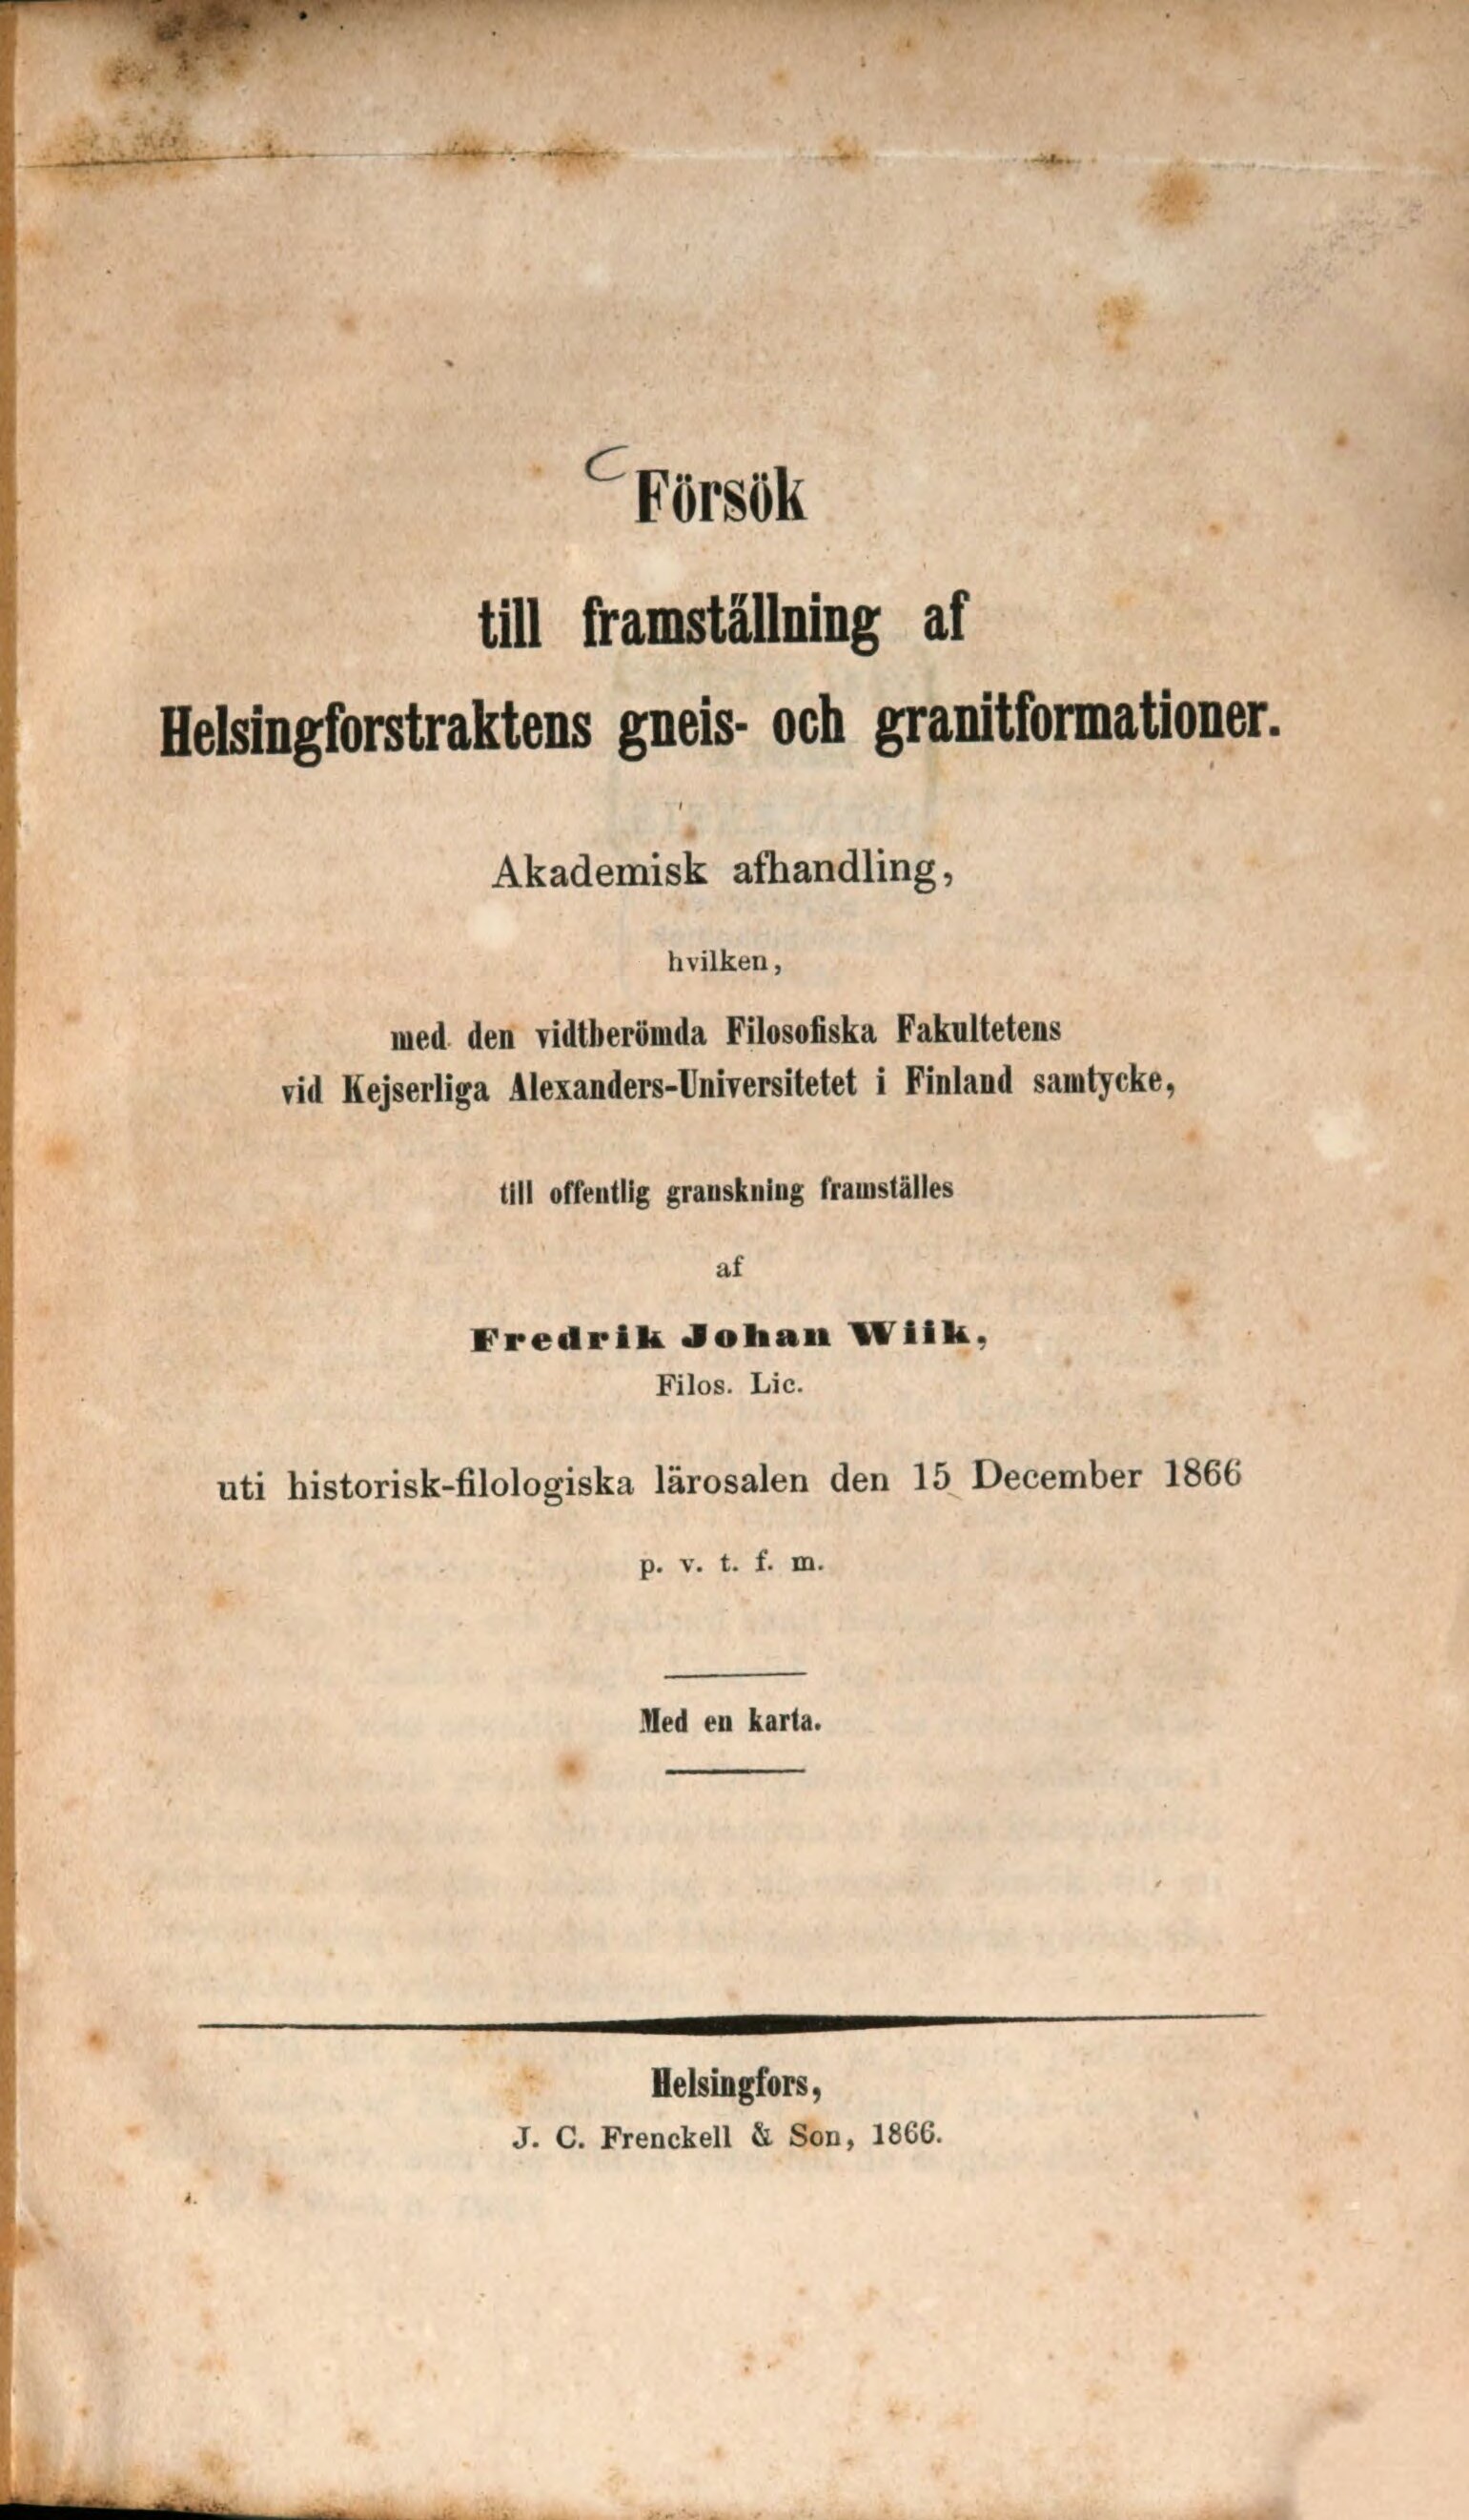 Försök
till framställning af
Helsingforstraktens gneis- och granitformationer.
Akademisk afhandling,
hvilken,
med den vidtberömda Filosofiska Fakultetens
vid Kejserliga Alexanders-Universitetet i Finland samtycke,
till offentlig granskning framställes
af
Fredrik Johan Wiik,
Filos. Lic.
uti historisk-filologiska lärosalen den 15 December 1866
p. v. t. f. m.
Med en karta.
Helsingfors,
J. C. Frenckell & Son, 1866.